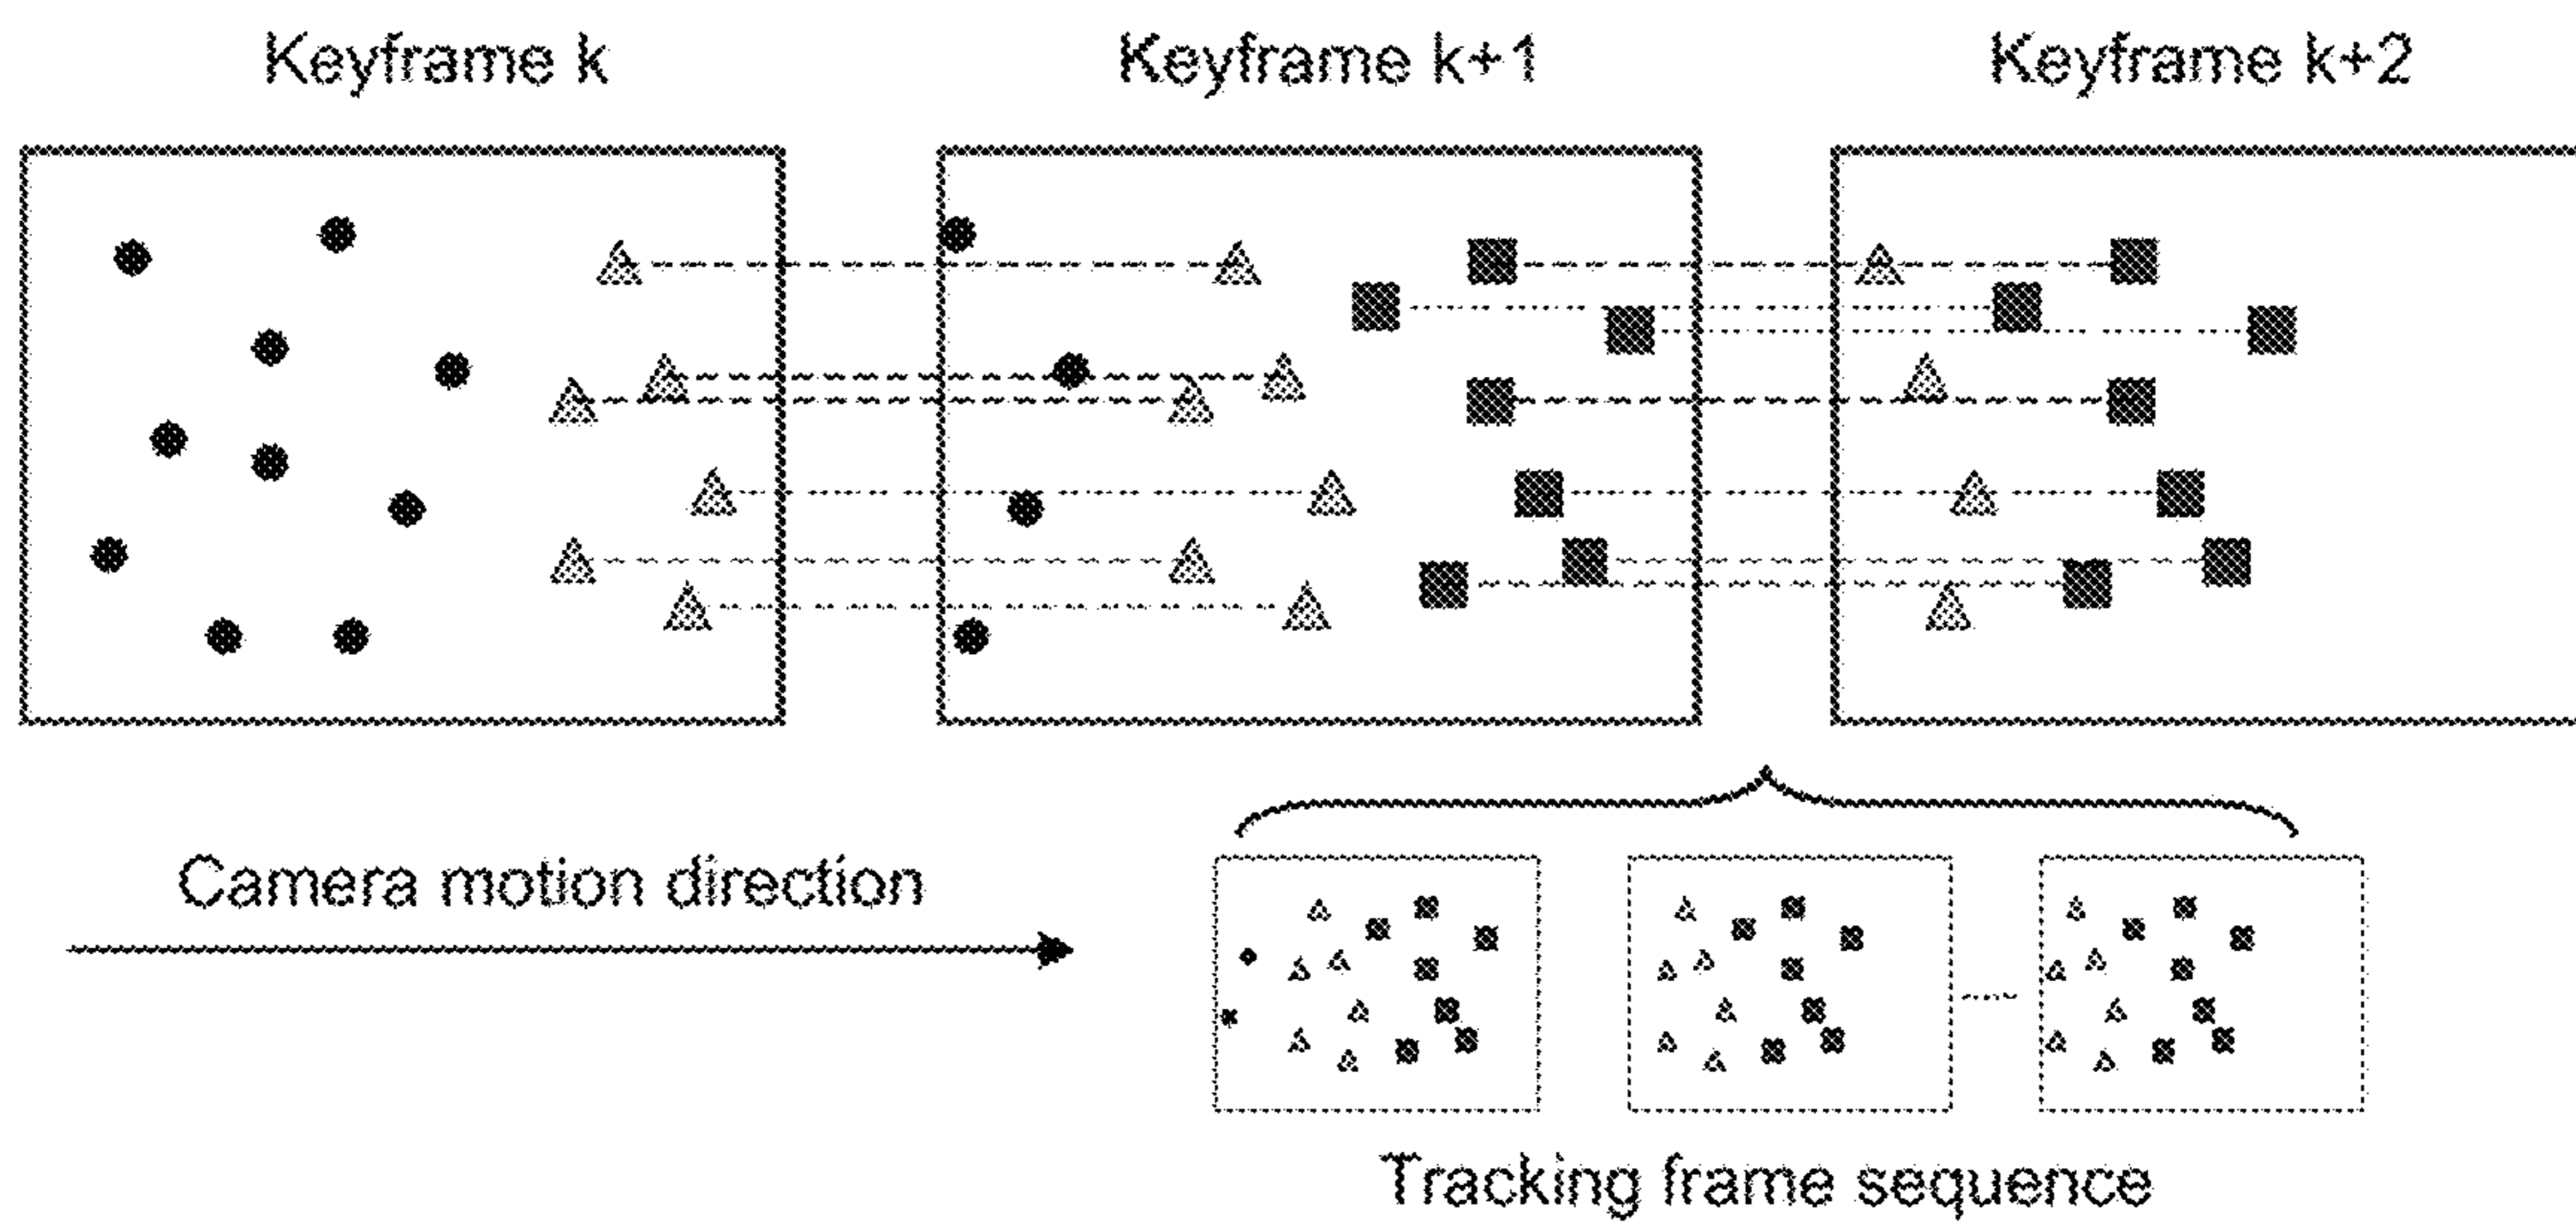 Keyframe k
Keyframe k+1
Keyframe k+2
Camera motion direction
Tracking frame sequence